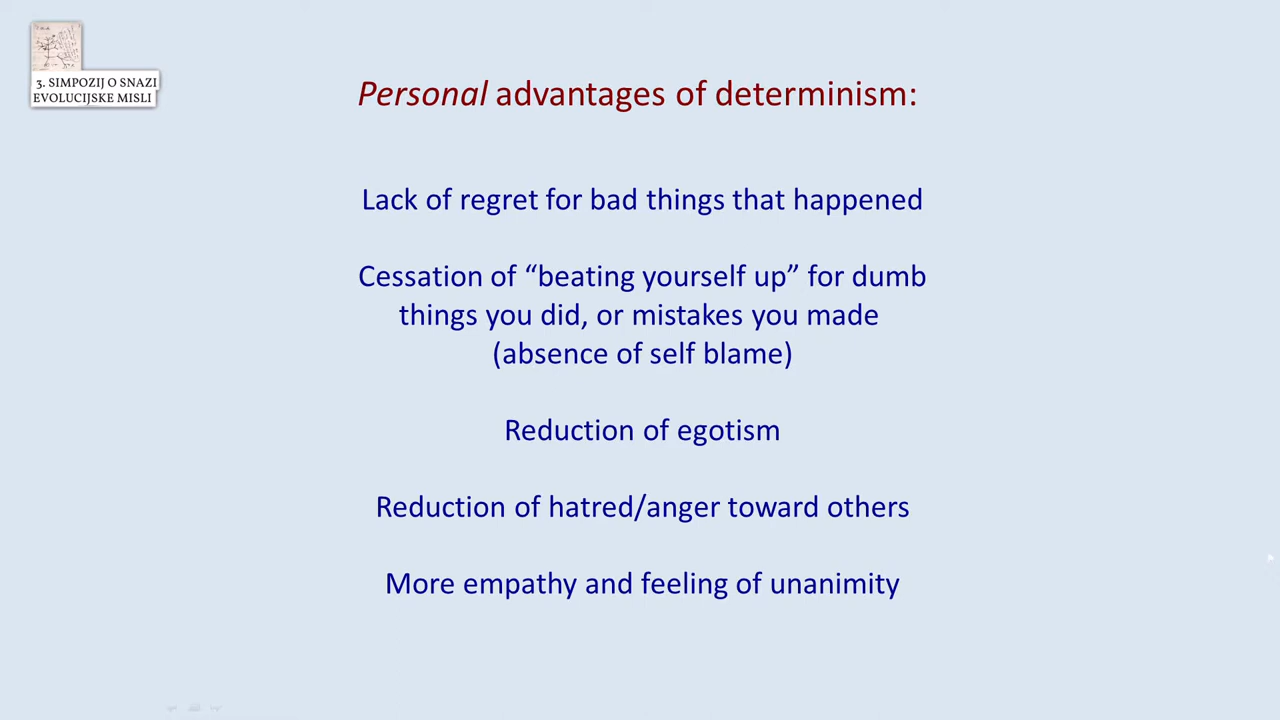 3. SIMPOZIJ O SNAZI
EVOLUCIJSKE MISLI
Personal advantages of determinism:
Lack of regret for bad things that happened
Cessation of “beating yourself up” for dumb
things you did, or mistakes you made
(absence of self blame)
Reduction of egotism
Reduction of hatred/anger toward others
More empathy and feeling of unanimity